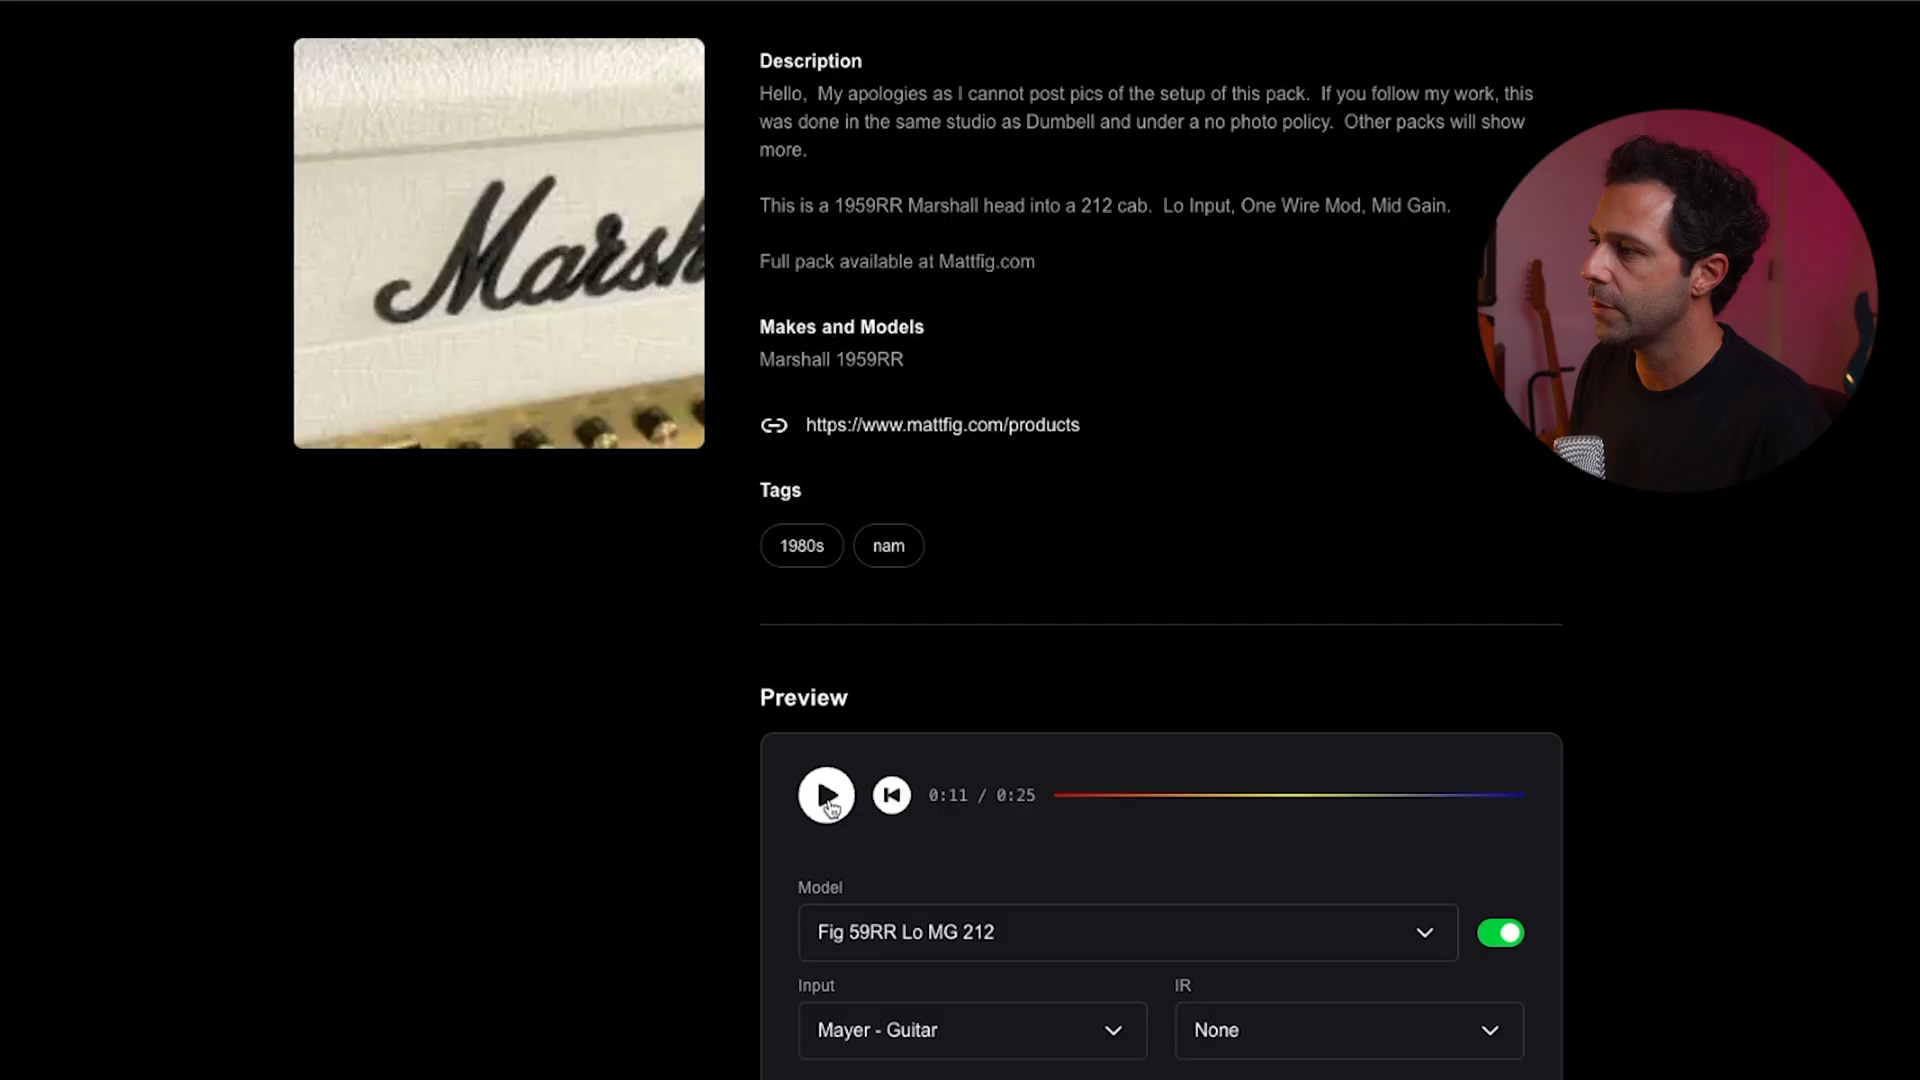 Marsh
Description
Hello,  My apologies as I cannot post pics of the setup of this pack.  If you follow my work, this
was done in the same studio as Dumbell and under a no photo policy.  Other packs will show
more.
This is a 1959RR Marshall head into a 212 cab.  Lo Input, One Wire Mod, Mid Gain.
Full pack available at Mattfig.com
Makes and Models
Marshall 1959RR
https://www.mattfig.com/products
Tags
1980s
nam
Preview
0:11 / 0:25
Model
Fig 59RR Lo MG 212
Input
IR
Mayer - Guitar
None